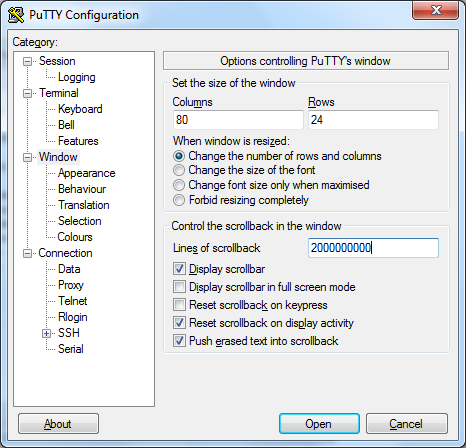 PuTTY Configuration
Category:
Session
Logging
Terminal
Keyboard
Bell
Features
Window
Appearance
Behaviour
Translation
Selection
Colours
Connection
Data
Proxy
Telnet
Rlogin
SSH
Serial
Options controlling PuTTY's window
Set the size of the window
Columns Rows
80 24
When window is resized:
Change the number of rows and columns
Change the size of the font
Change font size only when maximised
Forbid resizing completely
Control the scrollback in the window
Lines of scrollback 2000000000
Display scrollbar
Display scrollbar in full screen mode
Reset scrollback on keypress
Reset scrollback on display activity
Push erased text into scrollback
About Open Cancel